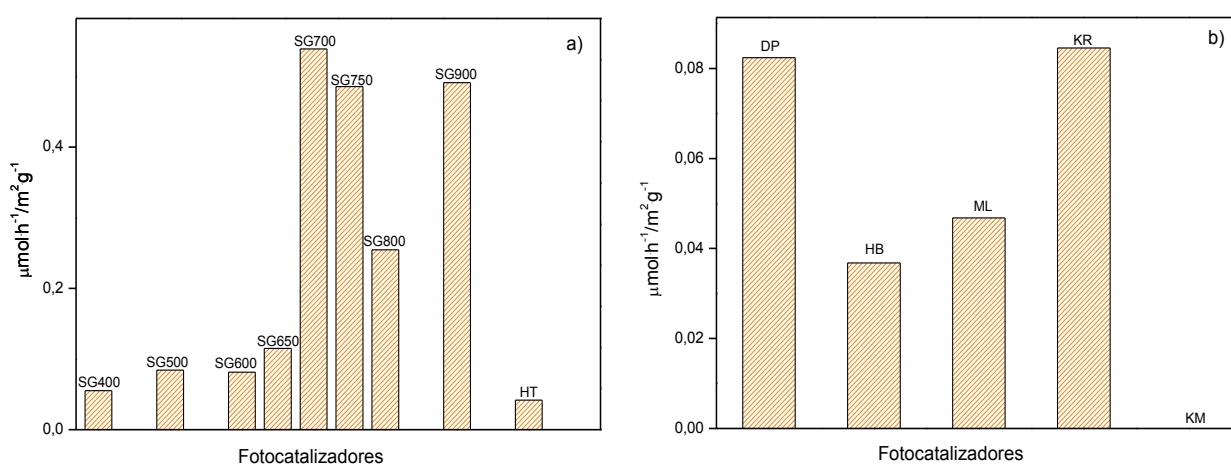 a)
SG700
SG750
SG900
0,4
SG800
0,2
SG650
SG500
SG600
SG400
HT
0,0
μmol·h⁻¹/m²g⁻¹
Fotocatalizadores
b)
DP
KR
0,08
0,06
ML
0,04
HB
0,02
0,00
KM
μmol·h⁻¹/m²g⁻¹
Fotocatalizadores